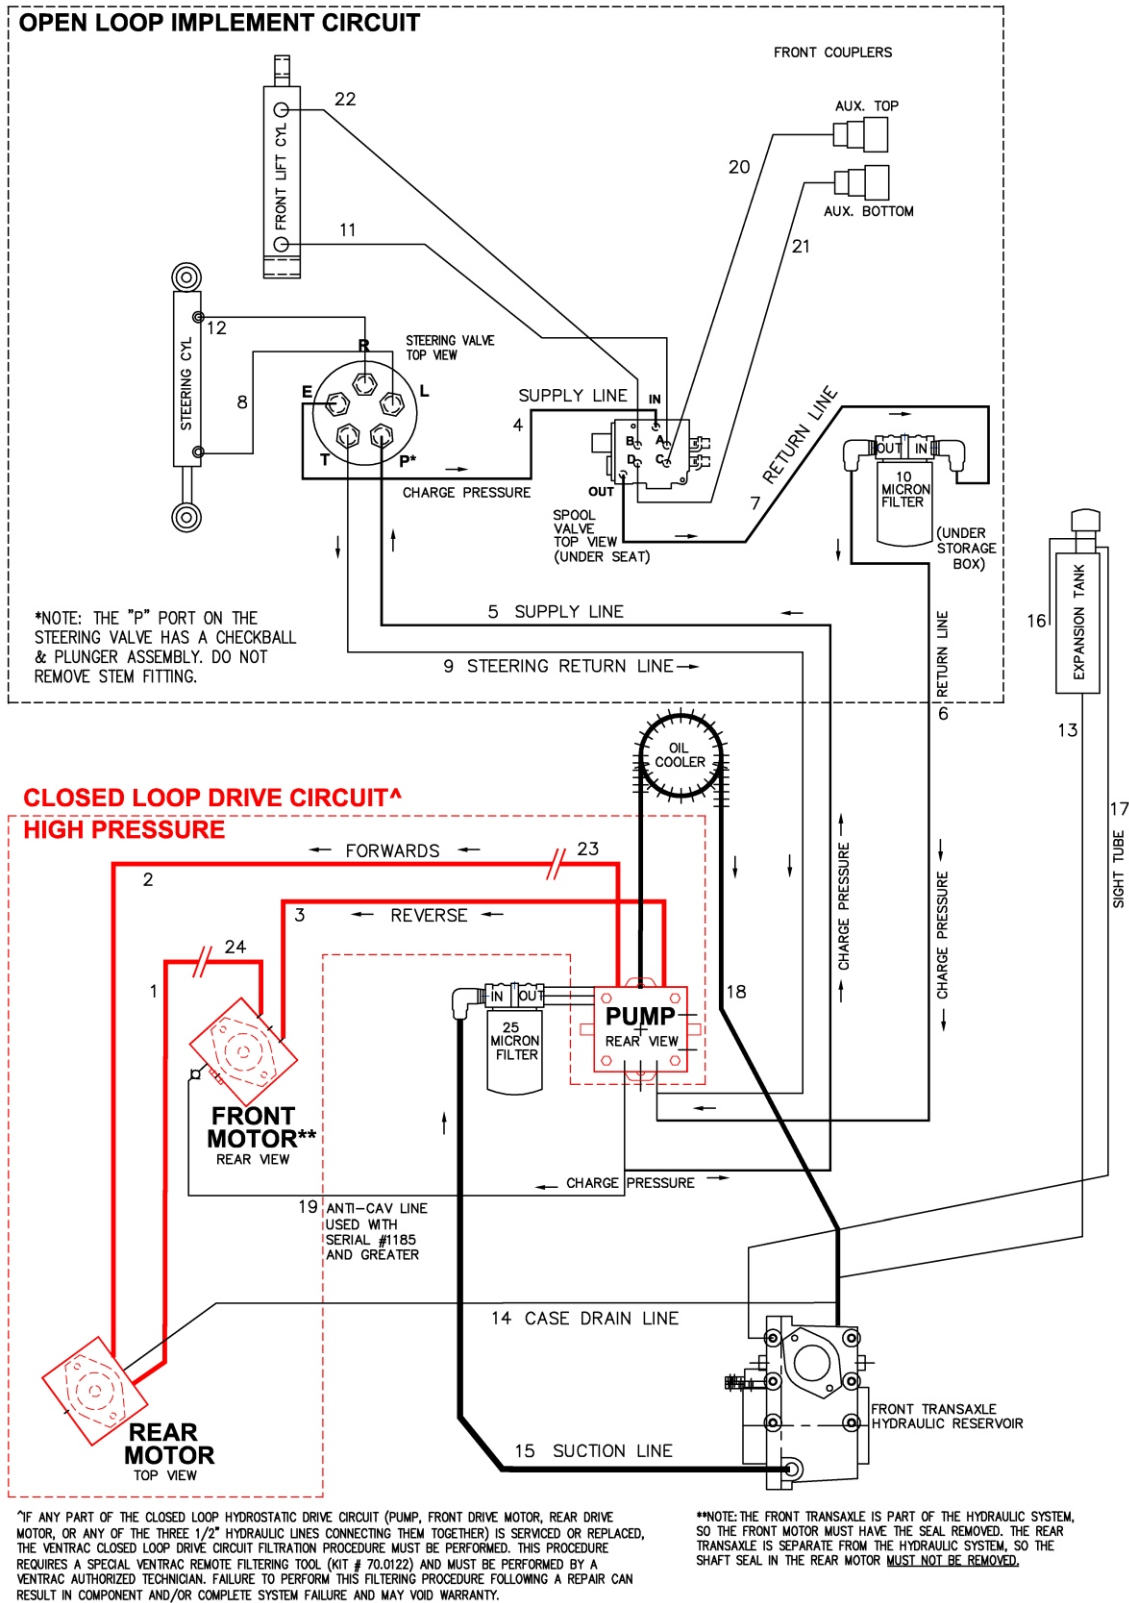 OPEN LOOP IMPLEMENT CIRCUIT
FRONT COUPLERS
22
AUX. TOP
20
FRONT LIFT CYL
AUX. BOTTOM
11
21
12
R
STEERING VALVE
TOP VIEW
STEERING CYL
E
L
8
SUPPLY LINE
IN
4
RETURN LINE
B
A
D
C
OUT
IN
T
P*
CHARGE PRESSURE
OUT
7
10
MICRON
FILTER
SPOOL
VALVE
TOP VIEW
(UNDER SEAT)
(UNDER
STORAGE
BOX)
5 SUPPLY LINE
*NOTE: THE "P" PORT ON THE
STEERING VALVE HAS A CHECKBALL
& PLUNGER ASSEMBLY. DO NOT
REMOVE STEM FITTING.
9 STEERING RETURN LINE
6 RETURN LINE
16
EXPANSION TANK
13
OIL
COOLER
CLOSED LOOP DRIVE CIRCUIT^
HIGH PRESSURE
17
SIGHT TUBE
FORWARDS
23
2
3
REVERSE
CHARGE PRESSURE
CHARGE PRESSURE
24
1
18
IN
OUT
25
MICRON
FILTER
PUMP
REAR VIEW
FRONT
MOTOR**
REAR VIEW
CHARGE PRESSURE
19
ANTI-CAV LINE
USED WITH
SERIAL #1185
AND GREATER
14 CASE DRAIN LINE
FRONT TRANSAXLE
HYDRAULIC RESERVOIR
REAR
MOTOR
TOP VIEW
15 SUCTION LINE
^IF ANY PART OF THE CLOSED LOOP HYDROSTATIC DRIVE CIRCUIT (PUMP, FRONT DRIVE MOTOR, REAR DRIVE
MOTOR, OR ANY OF THE THREE 1/2" HYDRAULIC LINES CONNECTING THEM TOGETHER) IS SERVICED OR REPLACED,
THE VENTRAC CLOSED LOOP DRIVE CIRCUIT FILTRATION PROCEDURE MUST BE PERFORMED. THIS PROCEDURE
REQUIRES A SPECIAL VENTRAC REMOTE FILTERING TOOL (KIT # 70.0122) AND MUST BE PERFORMED BY A
VENTRAC AUTHORIZED TECHNICIAN. FAILURE TO PERFORM THIS FILTERING PROCEDURE FOLLOWING A REPAIR CAN
RESULT IN COMPONENT AND/OR COMPLETE SYSTEM FAILURE AND MAY VOID WARRANTY.
**NOTE: THE FRONT TRANSAXLE IS PART OF THE HYDRAULIC SYSTEM,
SO THE FRONT MOTOR MUST HAVE THE SEAL REMOVED. THE REAR
TRANSAXLE IS SEPARATE FROM THE HYDRAULIC SYSTEM, SO THE
SHAFT SEAL IN THE REAR MOTOR MUST NOT BE REMOVED.